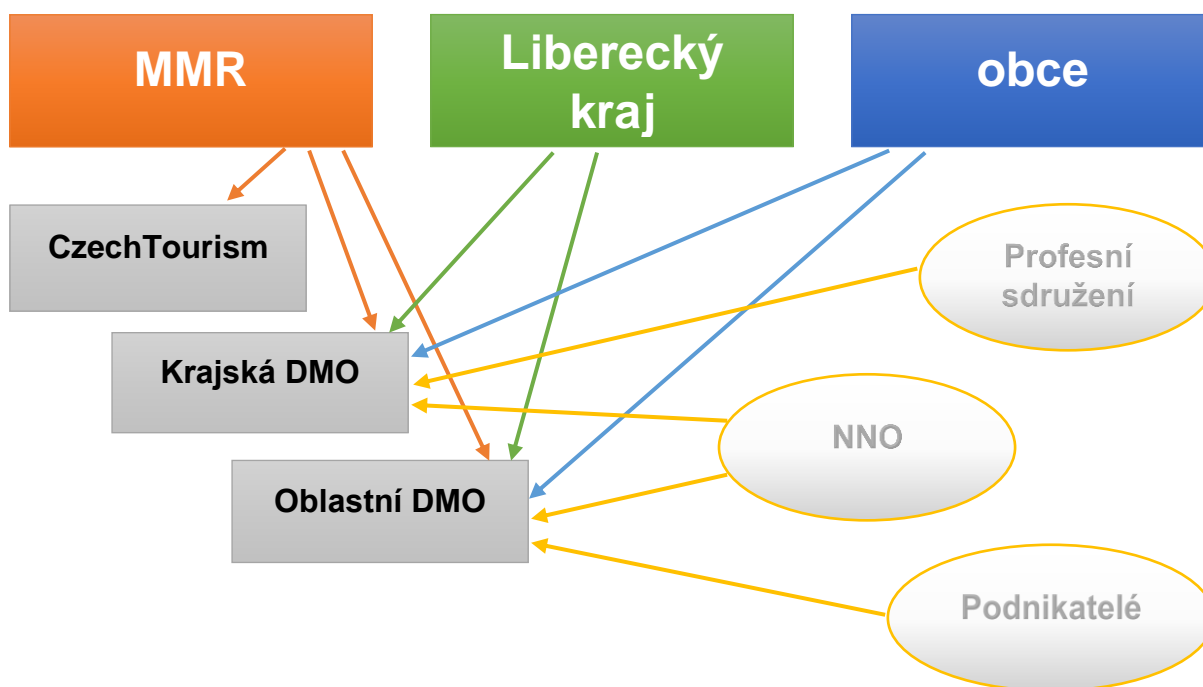 MMR
Liberecký
kraj
obce
CzechTourism
Profesní
sdružení
Krajská DMO
NNO
Oblastní DMO
Podnikatelé